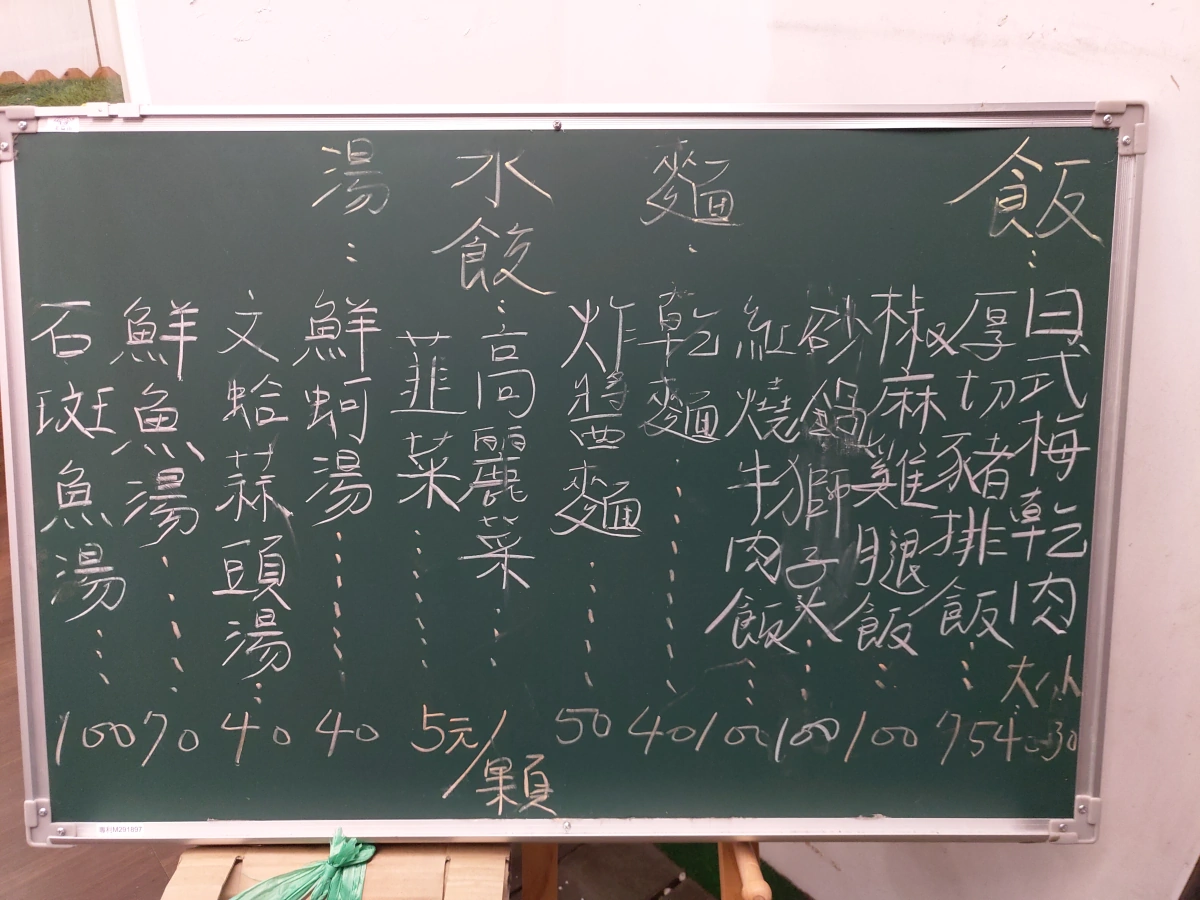 飯：
日式梅乾肉 大小 40 30
厚切豬排飯⋯75
椒麻雞腿飯⋯100
砂鍋獅子头⋯100
紅燒牛肉飯⋯100
麵：
乾麵⋯40
炸醬麵⋯50
水餃：
高麗菜⋯
韮菜⋯
5元/顆
湯：
鮮蚵湯⋯40
文蛤蒜頭湯⋯40
鮮魚湯⋯70
石斑魚湯⋯100
專利M291897